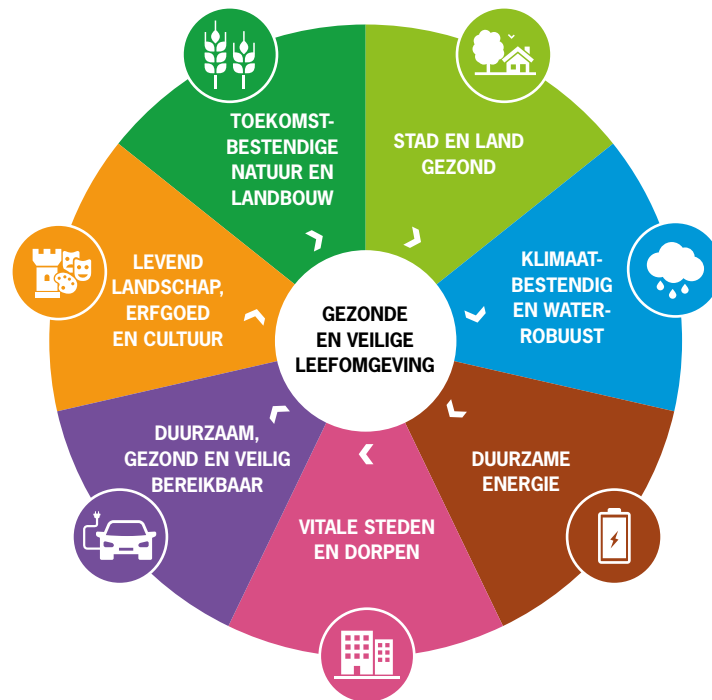 TOEKOMST-
BESTENDIGE
NATUUR EN
LANDBOUW
STAD EN LAND
GEZOND
KLIMAAT-
BESTENDIG
EN WATER-
ROBUUST
DUURZAME
ENERGIE
VITALE STEDEN
EN DORPEN
DUURZAAM,
GEZOND EN VEILIG
BEREIKBAAR
LEVEND
LANDSCHAP,
ERFGOED
EN CULTUUR
GEZONDE
EN VEILIGE
LEEFOMGEVING